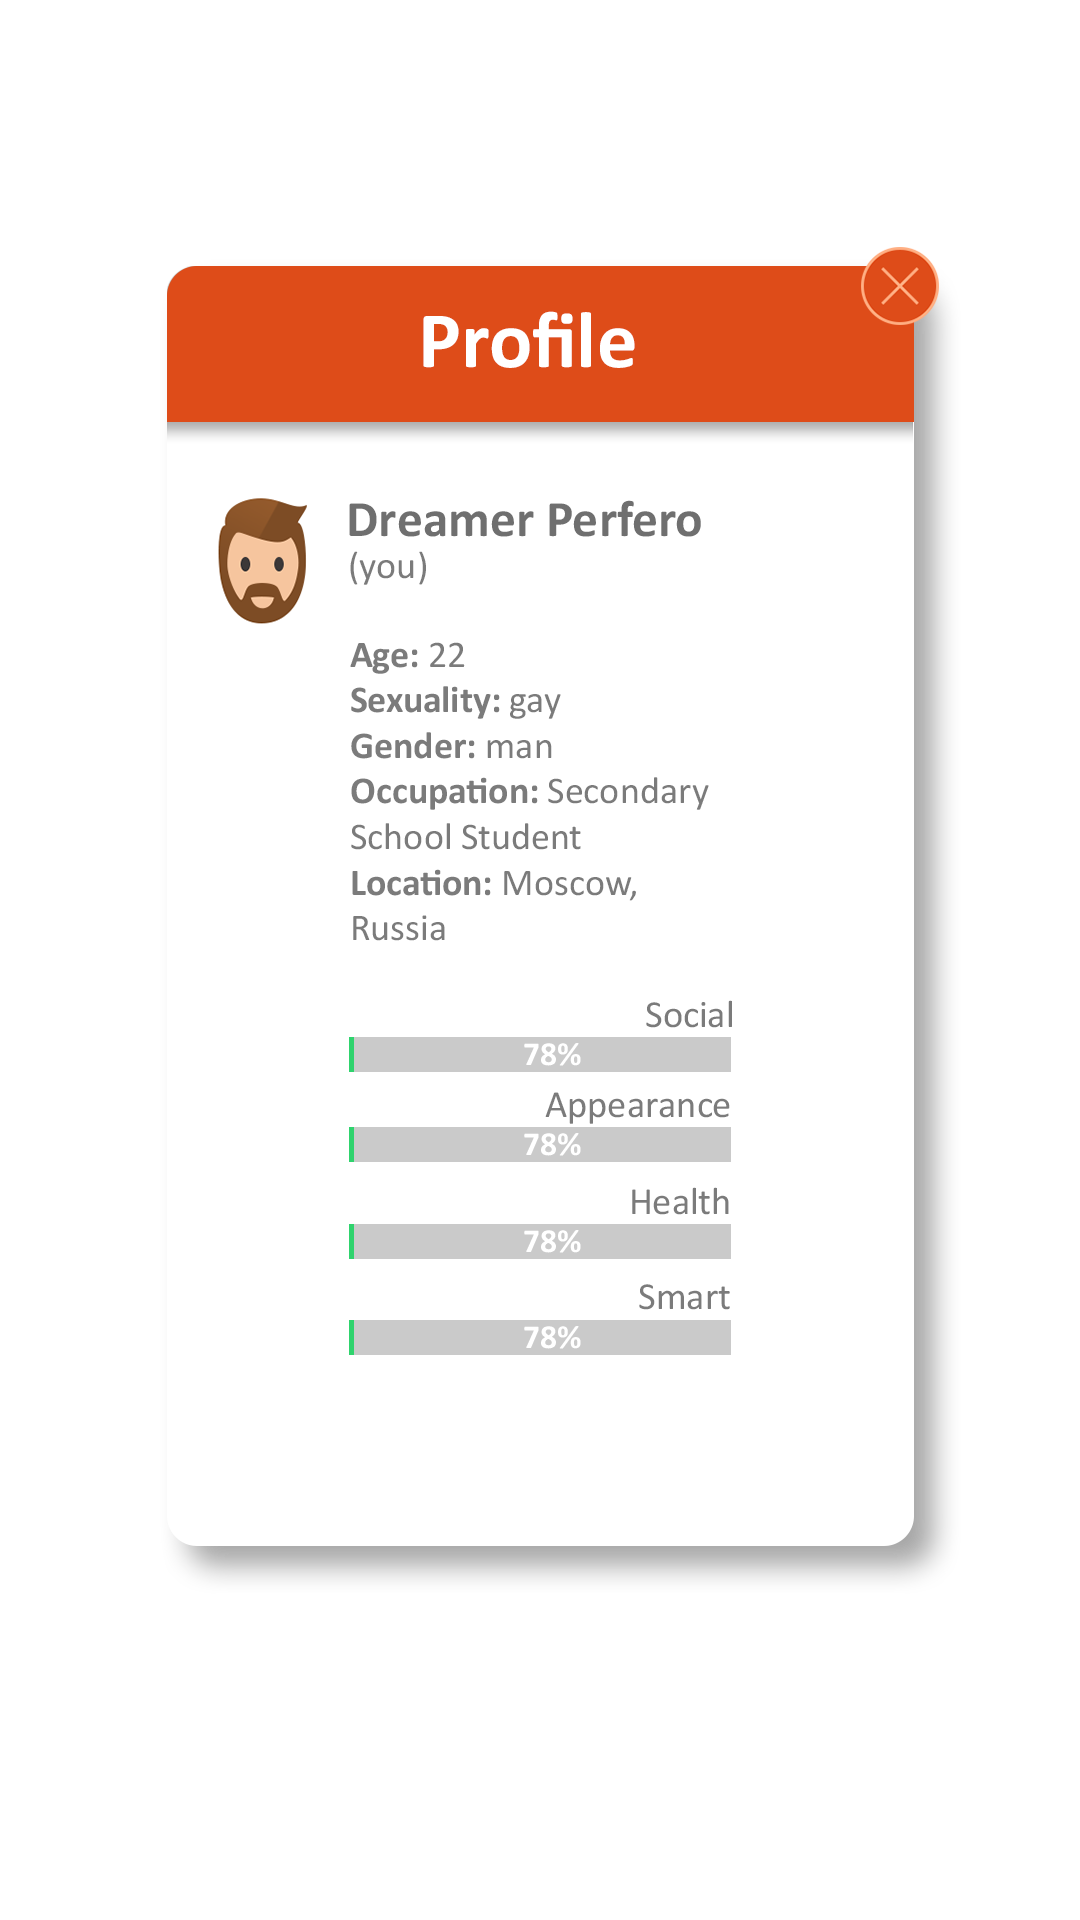 Profile
Dreamer Perfero
(you)
Age: 22
Sexuality: gay
Gender: man
Occupation: Secondary
School Student
Location: Moscow,
Russia
Social
78%
Appearance
78%
Health
78%
Smart
78%